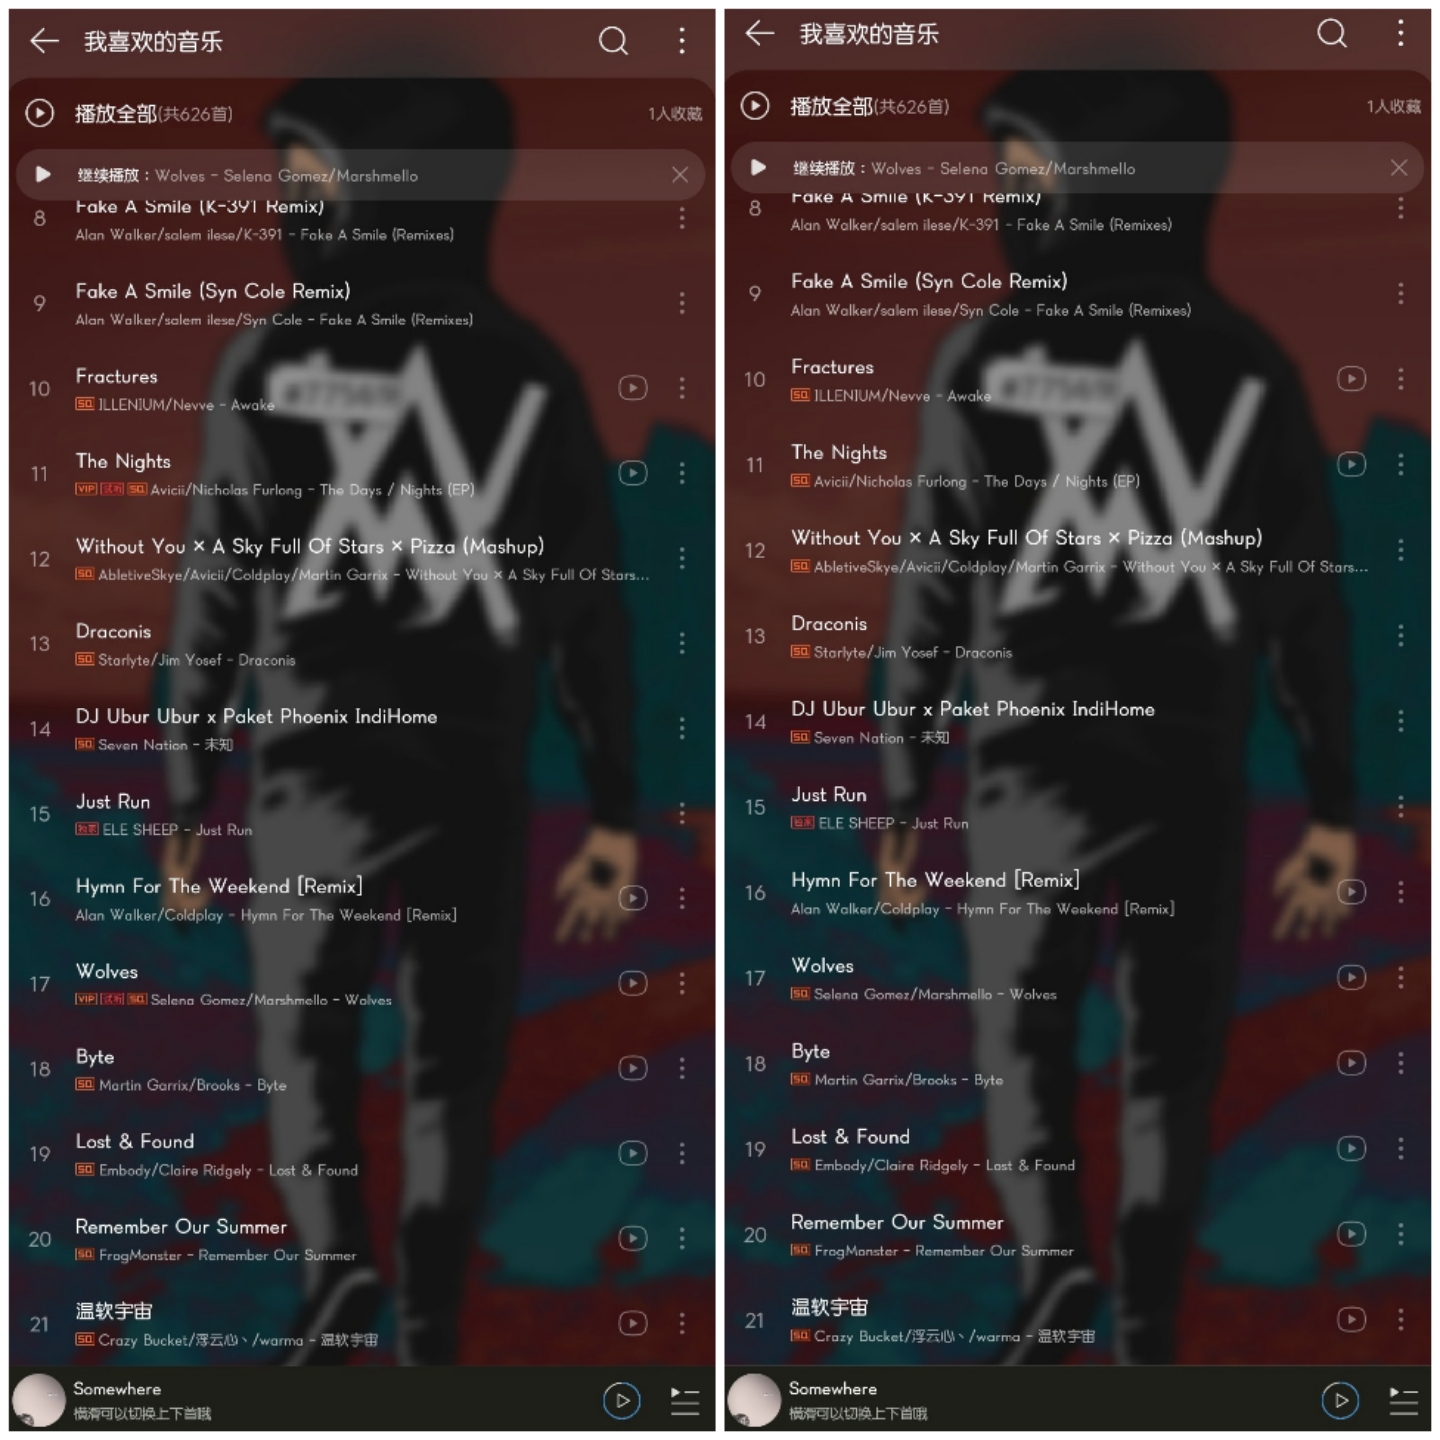 我喜欢的音乐
播放全部(共626首)
1人收藏
继续播放：Wolves - Selena Gomez/Marshmello
8
Fake A Smile (K-391 Remix)
Alan Walker/salem ilese/K-391 - Fake A Smile (Remixes)
9
Fake A Smile (Syn Cole Remix)
Alan Walker/salem ilese/Syn Cole - Fake A Smile (Remixes)
10
Fractures
SQ ILLENIUM/Nevve - Awake
11
The Nights
VIP 试听 SQ Avicii/Nicholas Furlong - The Days / Nights (EP)
12
Without You × A Sky Full Of Stars × Pizza (Mashup)
SQ AbletiveSkye/Avicii/Coldplay/Martin Garrix - Without You × A Sky Full Of Stars...
13
Draconis
SQ Starlyte/Jim Yosef - Draconis
14
DJ Ubur Ubur x Paket Phoenix IndiHome
SQ Seven Nation - 未知
15
Just Run
独家 ELE SHEEP - Just Run
16
Hymn For The Weekend [Remix]
Alan Walker/Coldplay - Hymn For The Weekend [Remix]
17
Wolves
VIP 试听 SQ Selena Gomez/Marshmello - Wolves
18
Byte
SQ Martin Garrix/Brooks - Byte
19
Lost & Found
SQ Embody/Claire Ridgely - Lost & Found
20
Remember Our Summer
SQ FrogMonster - Remember Our Summer
21
温软宇宙
SQ Crazy Bucket/浮云心丶/warma - 温软宇宙
Somewhere
横滑可以切换上下首哦
我喜欢的音乐
播放全部(共626首)
1人收藏
继续播放：Wolves - Selena Gomez/Marshmello
8
Fake A Smile (K-391 Remix)
Alan Walker/salem ilese/K-391 - Fake A Smile (Remixes)
9
Fake A Smile (Syn Cole Remix)
Alan Walker/salem ilese/Syn Cole - Fake A Smile (Remixes)
10
Fractures
SQ ILLENIUM/Nevve - Awake
11
The Nights
SQ Avicii/Nicholas Furlong - The Days / Nights (EP)
12
Without You × A Sky Full Of Stars × Pizza (Mashup)
SQ AbletiveSkye/Avicii/Coldplay/Martin Garrix - Without You × A Sky Full Of Stars...
13
Draconis
SQ Starlyte/Jim Yosef - Draconis
14
DJ Ubur Ubur x Paket Phoenix IndiHome
SQ Seven Nation - 未知
15
Just Run
独家 ELE SHEEP - Just Run
16
Hymn For The Weekend [Remix]
Alan Walker/Coldplay - Hymn For The Weekend [Remix]
17
Wolves
SQ Selena Gomez/Marshmello - Wolves
18
Byte
SQ Martin Garrix/Brooks - Byte
19
Lost & Found
SQ Embody/Claire Ridgely - Lost & Found
20
Remember Our Summer
SQ FrogMonster - Remember Our Summer
21
温软宇宙
SQ Crazy Bucket/浮云心丶/warma - 温软宇宙
Somewhere
横滑可以切换上下首哦